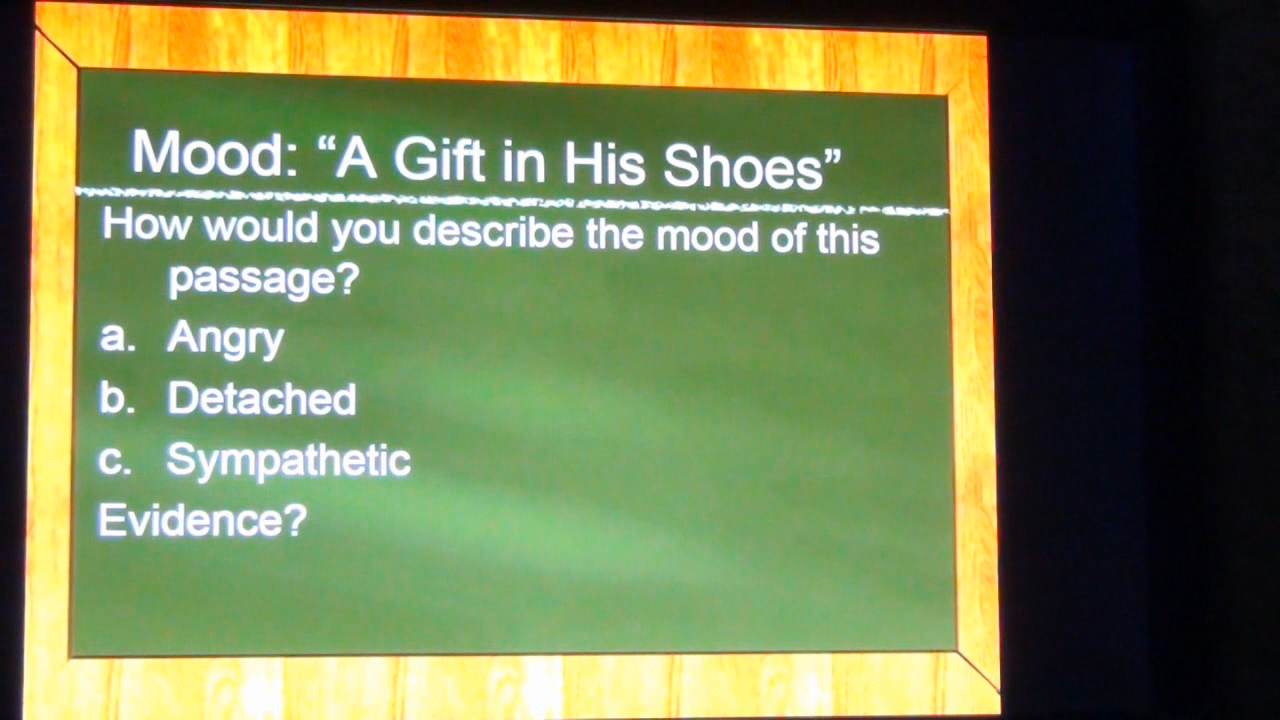 Mood: “A Gift in His Shoes”
How would you describe the mood of this
passage?
a. Angry
b. Detached
c. Sympathetic
Evidence?